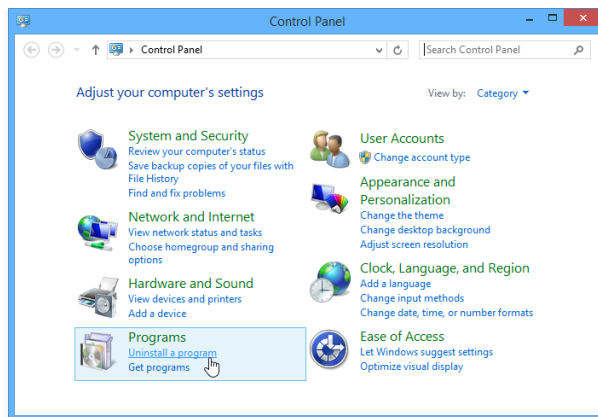 Control Panel
Control Panel
Search Control Panel
Adjust your computer's settings
View by: Category
System and Security
Review your computer's status
Save backup copies of your files with
File History
Find and fix problems
Network and Internet
View network status and tasks
Choose homegroup and sharing
options
Hardware and Sound
View devices and printers
Add a device
Programs
Uninstall a program
Get programs
User Accounts
Change account type
Appearance and
Personalization
Change the theme
Change desktop background
Adjust screen resolution
Clock, Language, and Region
Add a language
Change input methods
Change date, time, or number formats
Ease of Access
Let Windows suggest settings
Optimize visual display